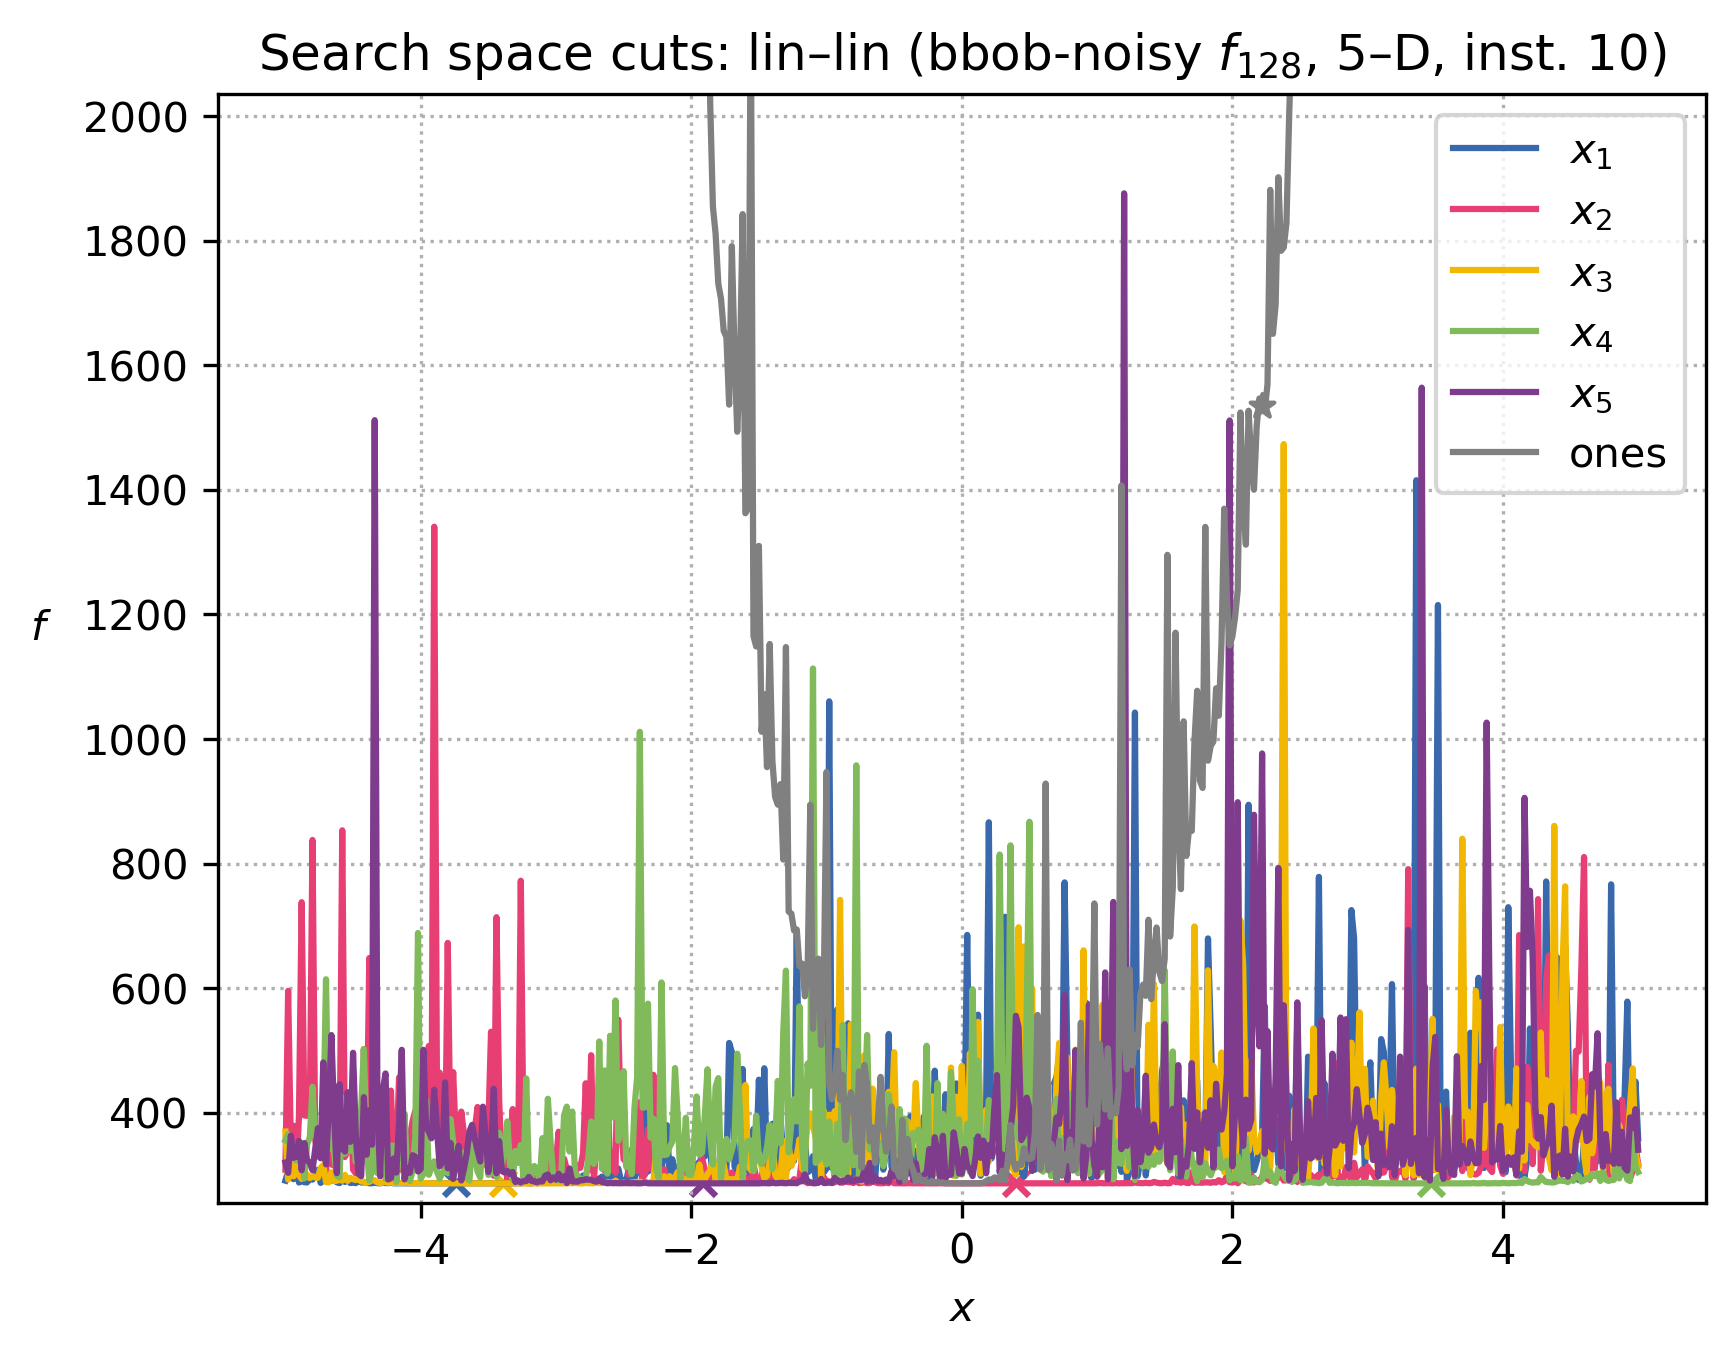 Search space cuts: lin–lin (bbob-noisy f₁₂₈, 5–D, inst. 10)
2000
1800
1600
1400
1200
1000
800
600
400
f
x₁
x₂
x₃
x₄
x₅
ones
−4 −2 0 2 4
x